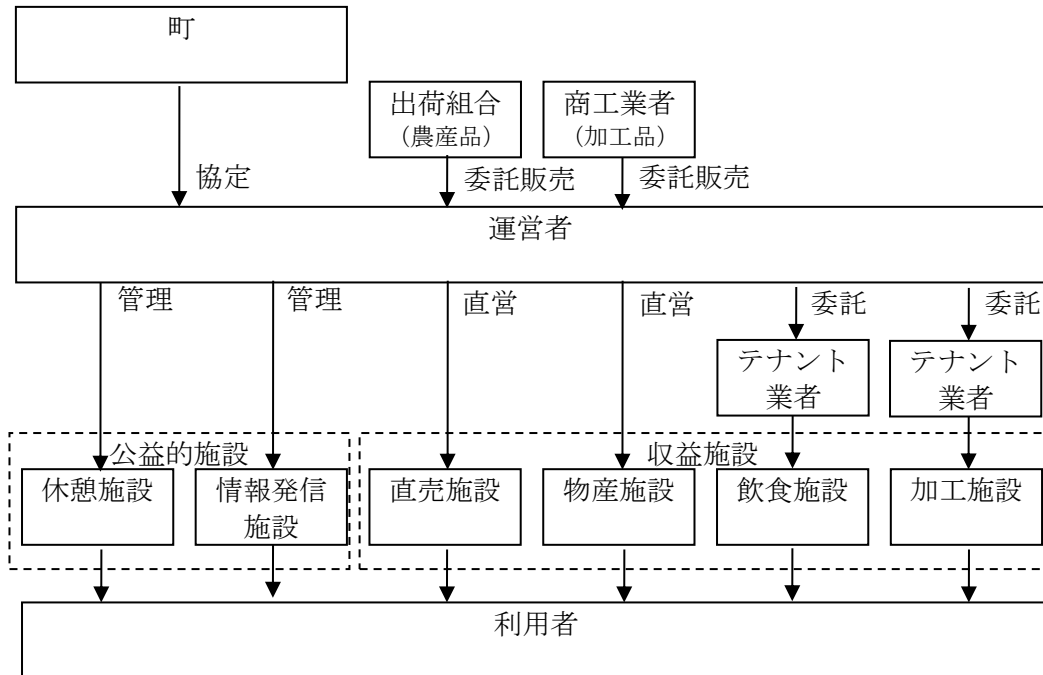 町
出荷組合
(農産品)
商工業者
(加工品)
協定
委託販売
委託販売
運営者
管理
管理
直営
直営
委託
委託
テナント
業者
テナント
業者
公益的施設
収益施設
休憩施設
情報発信
施設
直売施設
物産施設
飲食施設
加工施設
利用者